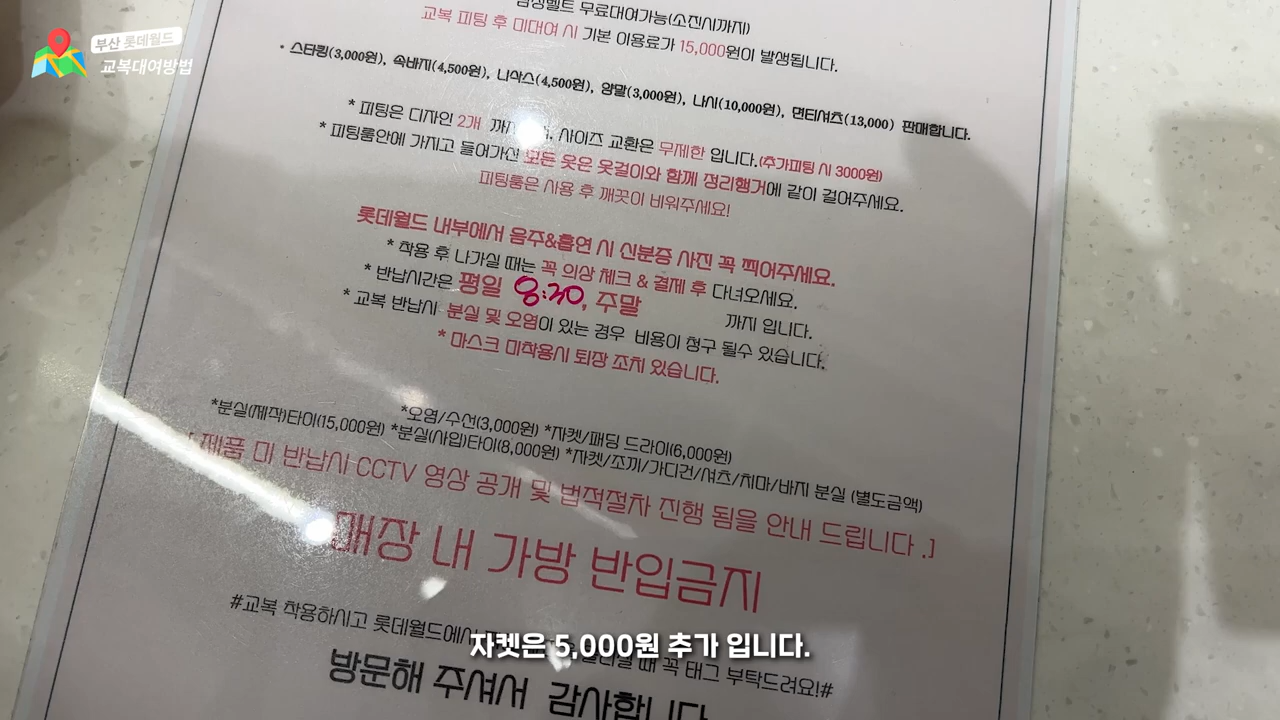 부산 롯데월드
교복대여방법
검정벨트 무료대여가능(소진시까지)
교복 피팅 후 미대여 시 기본 이용료가 15,000원이 발생됩니다.
* 스타킹(3,000원), 속바지(4,500원), 니삭스(4,500원), 양말(3,000원), 나시(10,000원), 면티셔츠(13,000) 판매합니다.
* 피팅은 디자인 2개 사이즈 교환은 무제한 입니다.(추가피팅 시 3000원)
* 피팅룸안에 가지고 들어가신 모든 옷은 옷걸이와 함께 정리행거에 같이 걸어주세요.
피팅룸은 사용 후 깨끗이 비워주세요!
롯데월드 내부에서 음주&흡연 시 신분증 사진 꼭 찍어주세요.
* 착용 후 나가실 때는 꼭 의상 체크 & 결제 후 다녀오세요.
* 반납시간은 평일 8:30, 주말 까지 입니다.
* 교복 반납시 분실 및 오염이 있는 경우 비용이 청구 될수 있습니다.
* 마스크 미착용시 퇴장 조치 있습니다.
*오염/수선(3,000원) *자켓/패딩 드라이(6,000원)
*분실(제작)타이(15,000원) *분실(사입)타이(8,000원) *자켓/조끼/가디건/셔츠/치마/바지 분실 (별도금액)
[ 제품 미 반납시 CCTV 영상 공개 및 법적절차 진행 됨을 안내 드립니다 .]
매장 내 가방 반입금지
#교복 착용하시고 롯데월드에서 때 꼭 태그 부탁드려요!#
자켓은 5,000원 추가 입니다.
방문해 주셔서 감사합니다